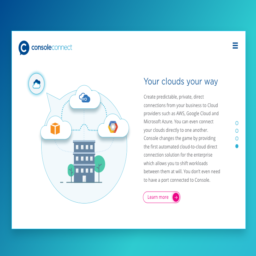 consoleconnect
Your clouds your way
Create predictable, private, direct
connections from your business to Cloud
providers such as AWS, Google Cloud and
Microsoft Azure. You can even connect
your clouds directly to one another.
Console changes the game by providing
the first automated cloud-to-cloud direct
connection solution for the enterprise
which allows you to shift workloads
between them at will. You don't even need
to have a port connected to Console.
Learn more